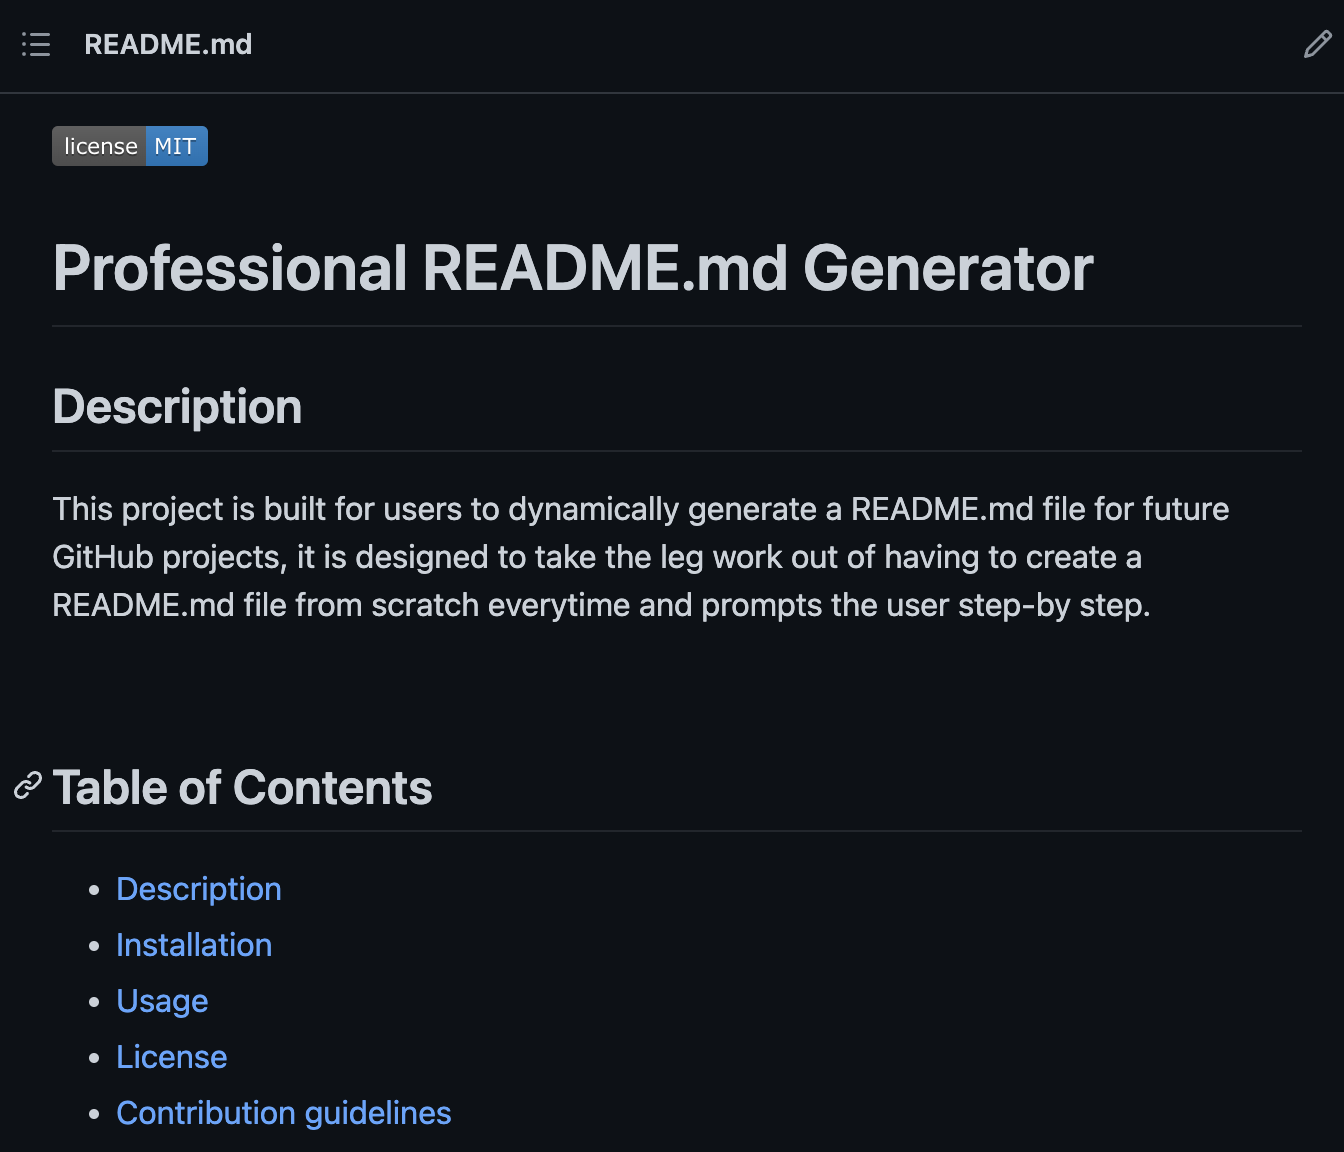 README.md
license MIT
Professional README.md Generator
Description
This project is built for users to dynamically generate a README.md file for future
GitHub projects, it is designed to take the leg work out of having to create a
README.md file from scratch everytime and prompts the user step-by step.
Table of Contents
Description
Installation
Usage
License
Contribution guidelines